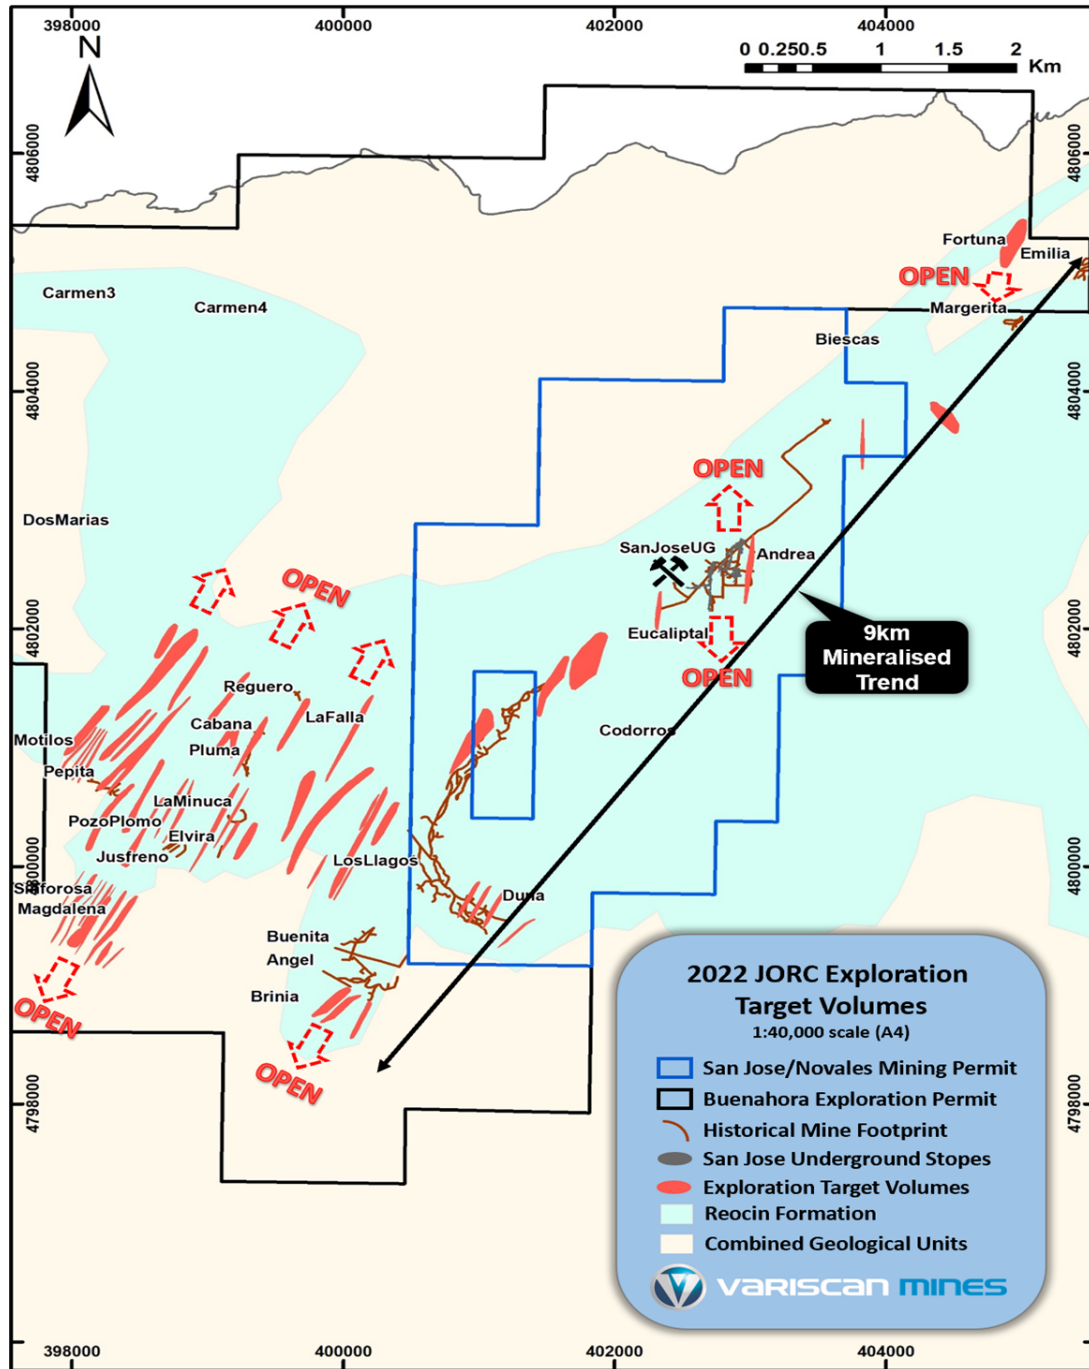 398000
400000
402000
404000
N
0 0.25 0.5 1 1.5 2
Km
4806000
4806000
Fortuna
Emilia
OPEN
Margerita
Carmen3
Carmen4
Biescas
4804000
4804000
OPEN
DosMarias
SanJoseUG
Andrea
OPEN
4802000
4802000
Eucaliptal
OPEN
9km
Mineralised
Trend
Reguero
LaFalla
Cabana
Codorros
Motilos
Pluma
Pepita
LaMinuca
PozoPlomo
Elvira
Jusfreno
LosLlagos
4800000
4800000
Magdalena
Duna
Buenita
Angel
Brinia
OPEN
OPEN
2022 JORC Exploration
Target Volumes
1:40,000 scale (A4)
San Jose/Novales Mining Permit
Buenahora Exploration Permit
Historical Mine Footprint
San Jose Underground Stopes
Exploration Target Volumes
Reocin Formation
Combined Geological Units
VARISCAN MINES
4798000
4798000
398000
400000
402000
404000